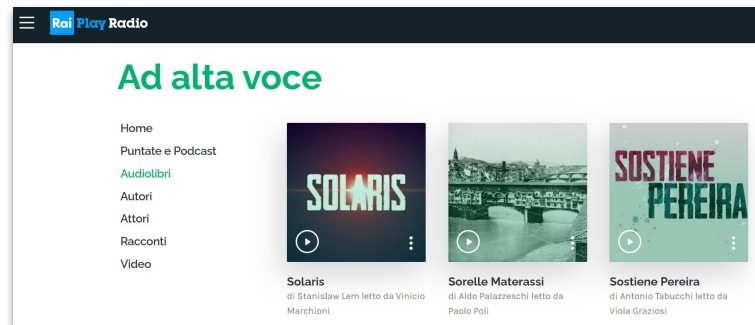 Rai Play Radio
Ad alta voce
Home
Puntate e Podcast
Audiolibri
Autori
Attori
Racconti
Video
SOLARIS
Solaris
di Stanisław Lem letto da Vinicio
Marchioni
Sorelle Materassi
di Aldo Palazzeschi letto da
Paolo Poli
SOSTIENE
PEREIRA
Sostiene Pereira
di Antonio Tabucchi letto da
Viola Graziosi